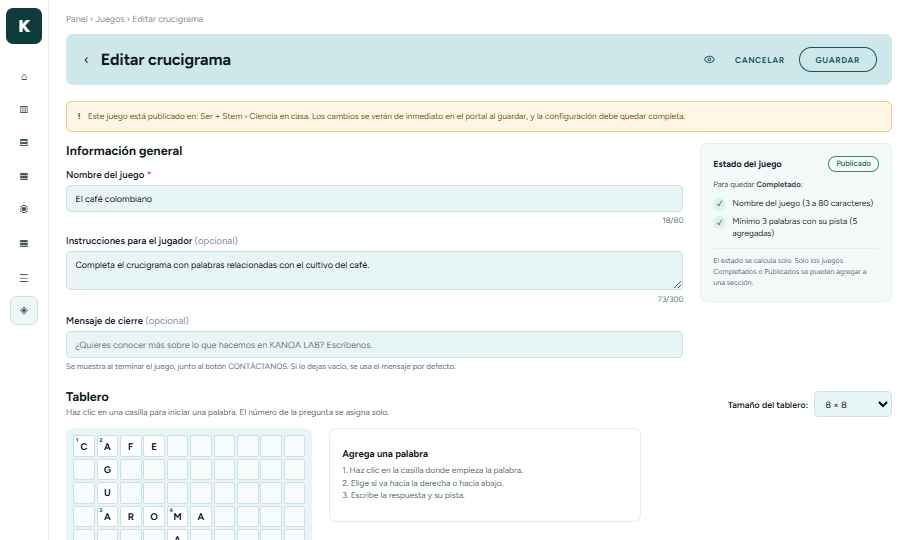 K
Panel › Juegos › Editar crucigrama
‹ Editar crucigrama
CANCELAR
GUARDAR
! Este juego está publicado en: Ser + Stem › Ciencia en casa. Los cambios se verán de inmediato en el portal al guardar, y la configuración debe quedar completa.
Información general
Nombre del juego *
El café colombiano
18/80
Instrucciones para el jugador (opcional)
Completa el crucigrama con palabras relacionadas con el cultivo del café.
73/300
Mensaje de cierre (opcional)
¿Quieres conocer más sobre lo que hacemos en KANOA LAB? Escríbenos.
Se muestra al terminar el juego, junto al botón CONTÁCTANOS. Si lo dejas vacío, se usa el mensaje por defecto.
Estado del juego
Publicado
Para quedar Completado:
✓ Nombre del juego (3 a 80 caracteres)
✓ Mínimo 3 palabras con su pista (5
agregadas)
El estado se calcula solo. Solo los juegos
Completados o Publicados se pueden agregar a
una sección.
Tablero
Haz clic en una casilla para iniciar una palabra. El número de la pregunta se asigna solo.
Tamaño del tablero: 8 × 8
1 C 2 A F E
G
U
3 A R O 4 M A
A
Agrega una palabra
1. Haz clic en la casilla donde empieza la palabra.
2. Elige si va hacia la derecha o hacia abajo.
3. Escribe la respuesta y su pista.